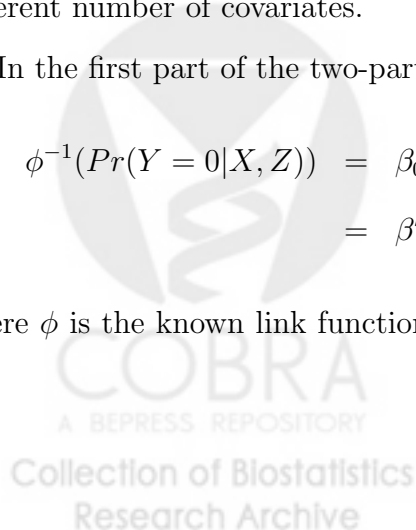 erent number of covariates.
In the first part of the two-part
ϕ⁻¹(Pr(Y = 0|X, Z)) = β₀
= β
ere ϕ is the known link function
COBRA
A BEPRESS REPOSITORY
Collection of Biostatistics
Research Archive